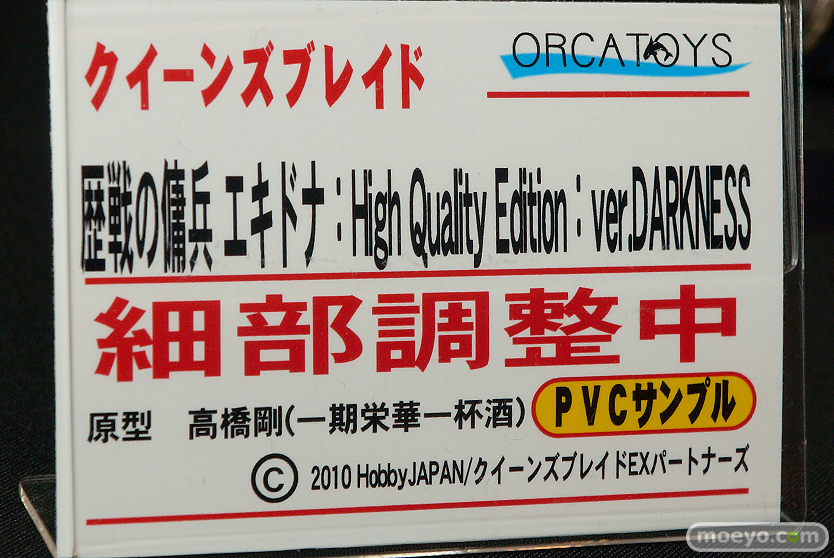 クイーンズブレイド
ORCATOYS
歴戦の傭兵 エキドナ：High Quality Edition：ver.DARKNESS
細部調整中
原型 高橋剛(一期栄華一杯酒)
PVCサンプル
© 2010 HobbyJAPAN/クイーンズブレイドEXパートナーズ
moeyo.com